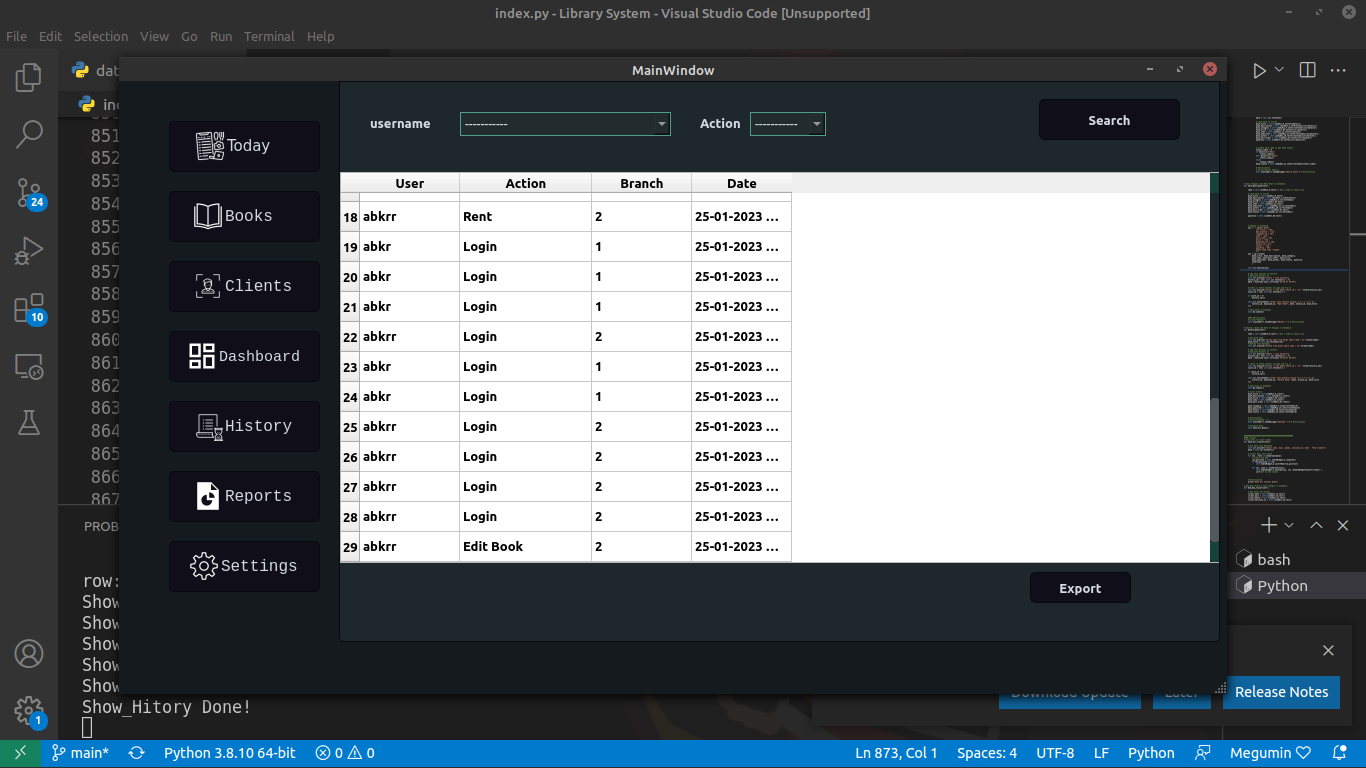 index.py - Library System - Visual Studio Code [Unsupported]
File Edit Selection View Go Run Terminal Help
dat
MainWindow
ind
851
852
853
854
855
856
857
858
859
860
861
862
863
864
865
866
867
24
10
1
Today
Books
Clients
Dashboard
History
Reports
Settings
username ----------- Action -----------
Search
User Action Branch Date
18 abkrr Rent 2 25-01-2023 ...
19 abkr Login 1 25-01-2023 ...
20 abkr Login 1 25-01-2023 ...
21 abkr Login 1 25-01-2023 ...
22 abkrr Login 2 25-01-2023 ...
23 abkr Login 1 25-01-2023 ...
24 abkr Login 1 25-01-2023 ...
25 abkrr Login 2 25-01-2023 ...
26 abkrr Login 2 25-01-2023 ...
27 abkrr Login 2 25-01-2023 ...
28 abkrr Login 2 25-01-2023 ...
29 abkrr Edit Book 2 25-01-2023 ...
Export
PROB
row:
Show
Show
Show
Show
Show
Show_Hitory Done!
bash
Python
Download Update Later Release Notes
main* Python 3.8.10 64-bit 0 0 Ln 873, Col 1 Spaces: 4 UTF-8 LF Python Megumin